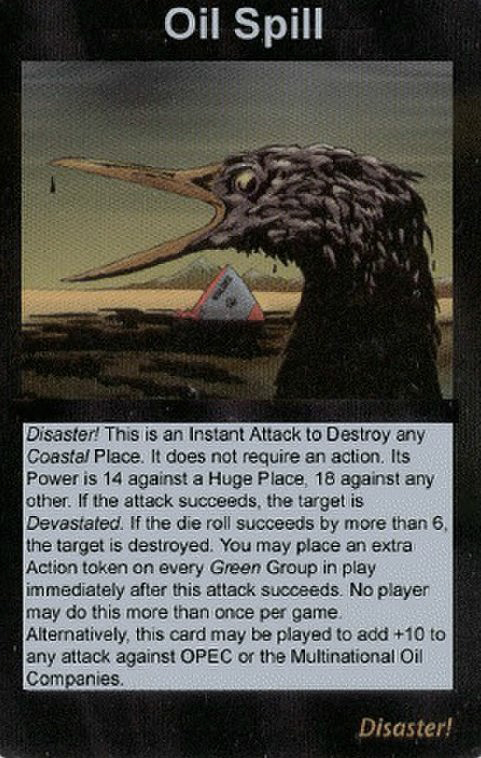 Oil Spill
Disaster! This is an Instant Attack to Destroy any
Coastal Place. It does not require an action. Its
Power is 14 against a Huge Place, 18 against any
other. If the attack succeeds, the target is
Devastated. If the die roll succeeds by more than 6,
the target is destroyed. You may place an extra
Action token on every Green Group in play
immediately after this attack succeeds. No player
may do this more than once per game.
Alternatively, this card may be played to add +10 to
any attack against OPEC or the Multinational Oil
Companies.
Disaster!